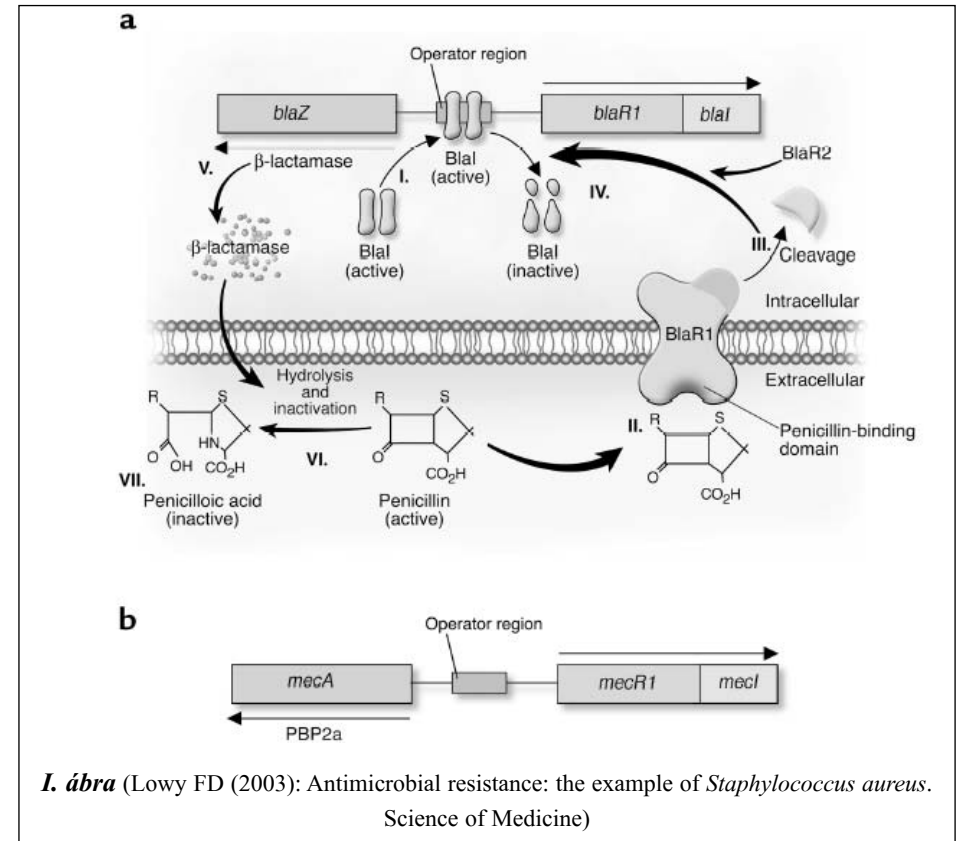 a
Operator region
blaZ
blaR1
blaI
V.
β-lactamase
I.
BlaI
(active)
BlaR2
IV.
β-lactamase
BlaI
(active)
BlaI
(inactive)
III.
Cleavage
Intracellular
BlaR1
Extracellular
Hydrolysis
and
inactivation
R
S
HN
O
OH
CO2H
VII.
Penicilloic acid
(inactive)
VI.
R
S
O
CO2H
Penicillin
(active)
II.
R
S
O
CO2H
Penicillin-binding
domain
b
Operator region
mecA
mecR1
mecI
PBP2a
I. ábra (Lowy FD (2003): Antimicrobial resistance: the example of Staphylococcus aureus.
Science of Medicine)